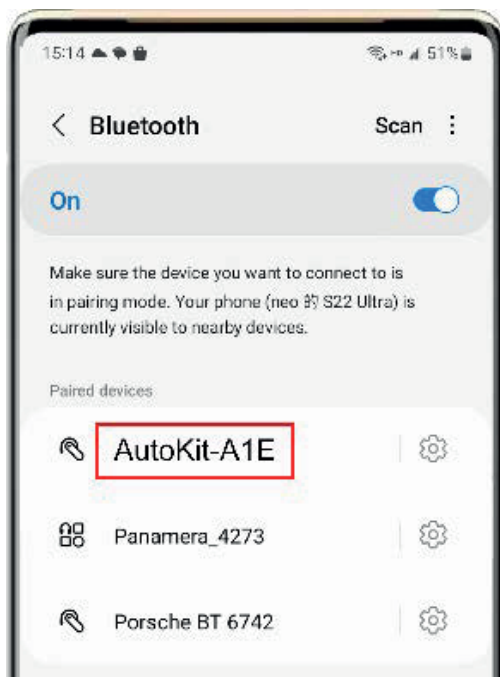 15:14
51%
Bluetooth
Scan
On
Make sure the device you want to connect to is
in pairing mode. Your phone (neo 的 S22 Ultra) is
currently visible to nearby devices.
Paired devices
AutoKit-A1E
Panamera_4273
Porsche BT 6742